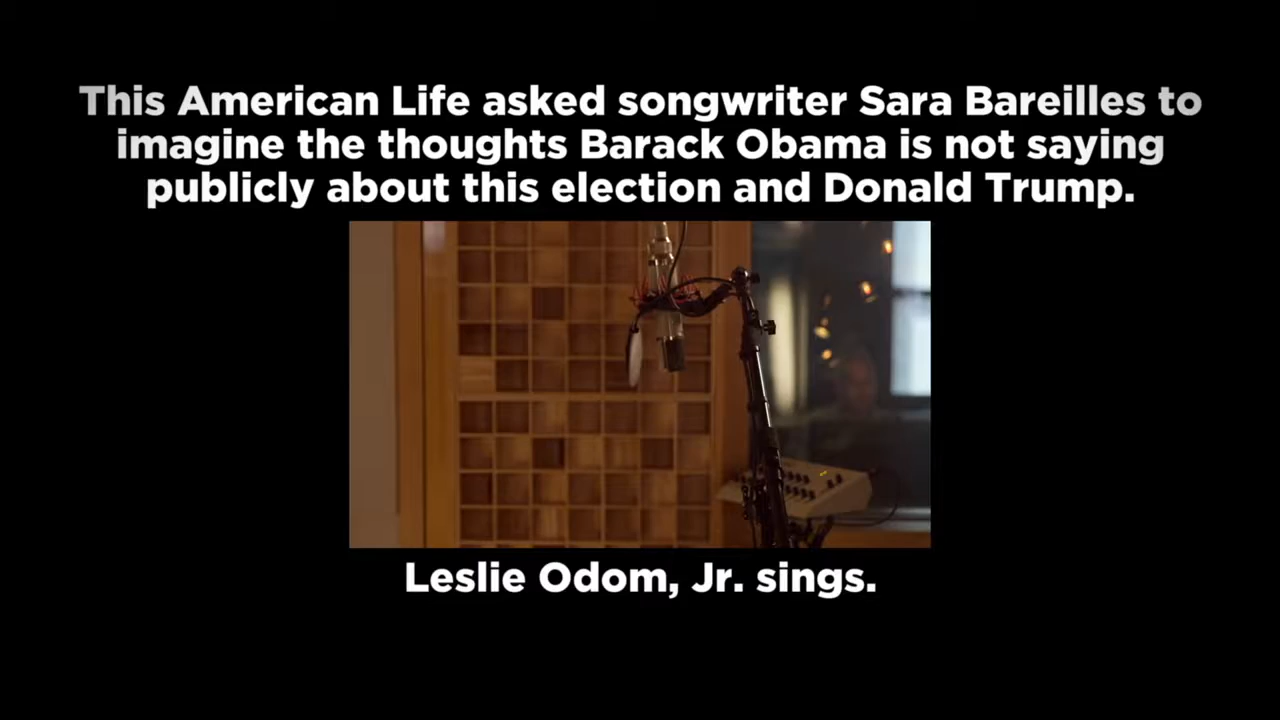 This American Life asked songwriter Sara Bareilles to
imagine the thoughts Barack Obama is not saying
publicly about this election and Donald Trump.
Leslie Odom, Jr. sings.